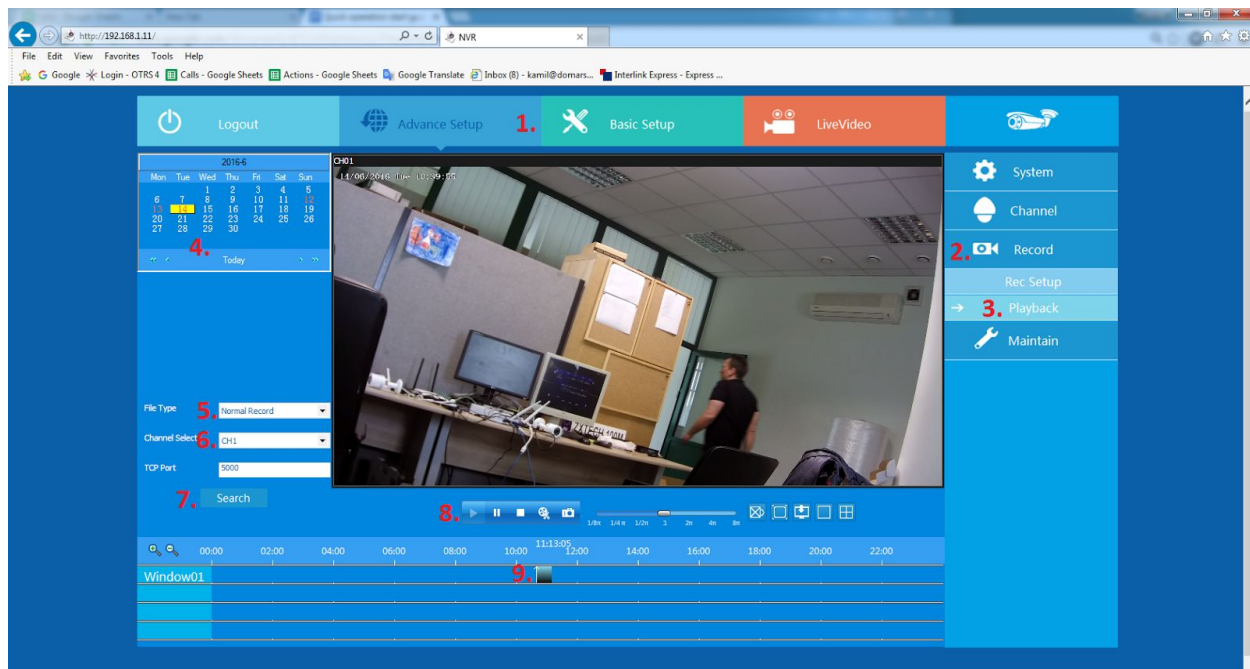 http://192.168.1.11/
NVR
File Edit View Favorites Tools Help
Google Login - OTRS 4 Calls - Google Sheets Actions - Google Sheets Google Translate Inbox (8) - kamil@domars... Interlink Express - Express ...
Logout Advance Setup 1. Basic Setup LiveVideo
2016-6
Mon Tue Wed Thu Fri Sat Sun
1 2 3 4 5
6 7 8 9 10 11 12
13 14 15 16 17 18 19
20 21 22 23 24 25 26
27 28 29 30
4.
Today
CH01
14/06/2016 Tue 10:39:55
ZXTECH 100M
System
Channel
2. Record
Rec Setup
3. Playback
Maintain
File Type 5. Normal Record
Channel Select 6. CH1
TCP Port 5000
7. Search
8.
1/8x 1/4x 1/2x 1 2x 4x 8x
11:13:05
00:00 02:00 04:00 06:00 08:00 10:00 12:00 14:00 16:00 18:00 20:00 22:00
Window01 9.